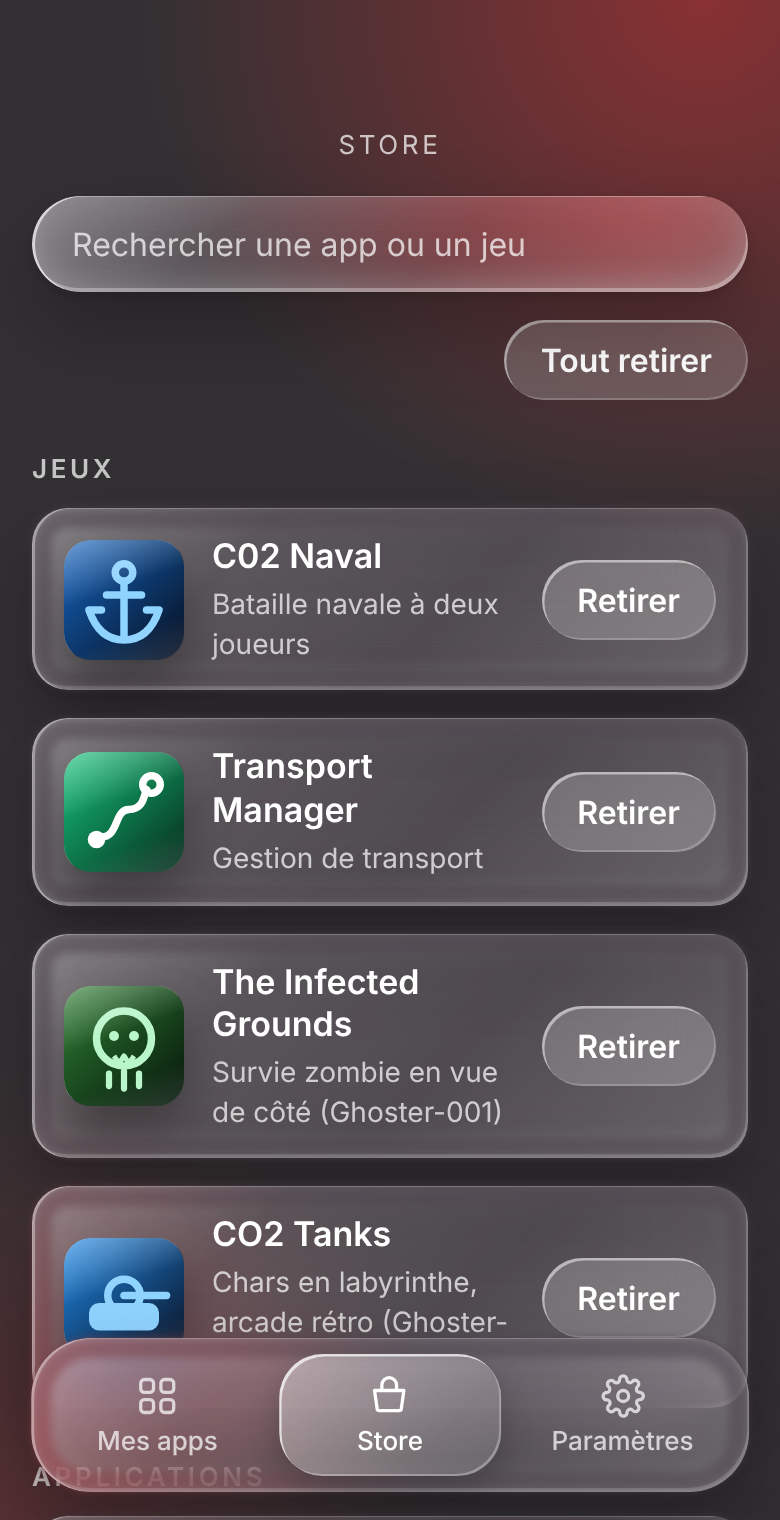 STORE
Rechercher une app ou un jeu
Tout retirer
JEUX
C02 Naval
Bataille navale à deux
joueurs
Retirer
Transport
Manager
Gestion de transport
Retirer
The Infected
Grounds
Survie zombie en vue
de côté (Ghoster-001)
Retirer
CO2 Tanks
Chars en labyrinthe,
arcade rétro (Ghoster-
Retirer
Mes apps
Store
Paramètres
APPLICATIONS